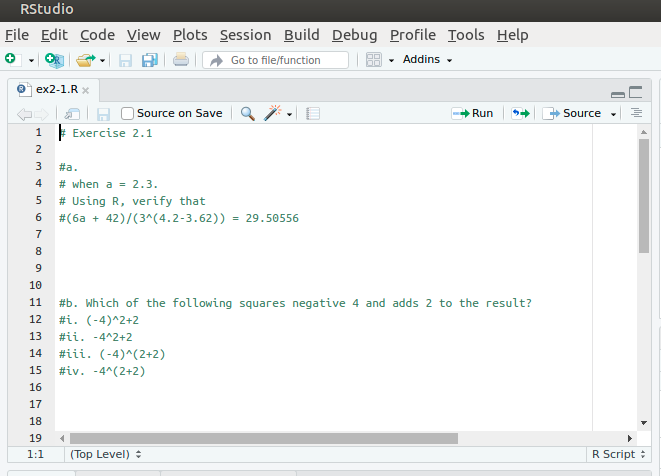 RStudio
File Edit Code View Plots Session Build Debug Profile Tools Help
Go to file/function Addins
ex2-1.R
Source on Save Run Source
1 # Exercise 2.1
2
3 #a.
4 # when a = 2.3.
5 # Using R, verify that
6 #(6a + 42)/(3^(4.2-3.62)) = 29.50556
7
8
9
10
11 #b. Which of the following squares negative 4 and adds 2 to the result?
12 #i. (-4)^2+2
13 #ii. -4^2+2
14 #iii. (-4)^(2+2)
15 #iv. -4^(2+2)
16
17
18
19
1:1 (Top Level) R Script